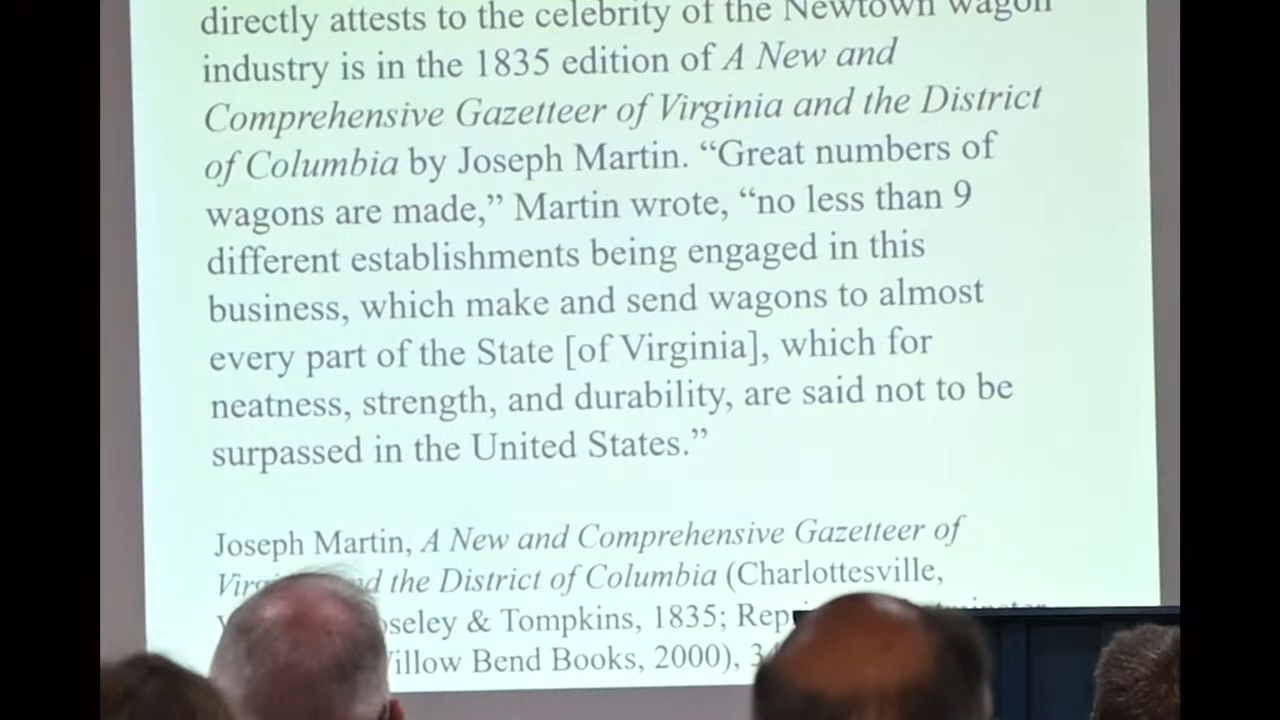 directly attests to the celebrity of the Newtown wagon
industry is in the 1835 edition of A New and
Comprehensive Gazetteer of Virginia and the District
of Columbia by Joseph Martin. “Great numbers of
wagons are made,” Martin wrote, “no less than 9
different establishments being engaged in this
business, which make and send wagons to almost
every part of the State [of Virginia], which for
neatness, strength, and durability, are said not to be
surpassed in the United States.”
Joseph Martin, A New and Comprehensive Gazetteer of
the District of Columbia (Charlottesville,
& Tompkins, 1835;
Bend Books, 2000),